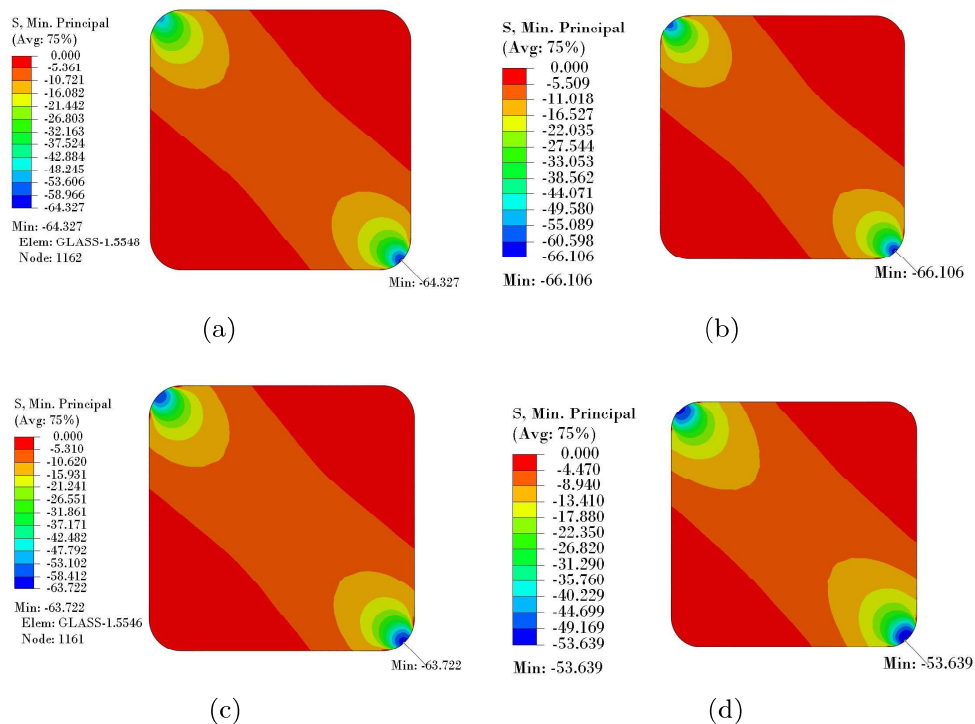 S, Min. Principal
(Avg: 75%)
0.000
-5.361
-10.721
-16.082
-21.442
-26.803
-32.163
-37.524
-42.884
-48.245
-53.606
-58.966
-64.327
Min: -64.327
Elem: GLASS-1.5548
Node: 1162
Min: -64.327
(a)
S, Min. Principal
(Avg: 75%)
0.000
-5.509
-11.018
-16.527
-22.035
-27.544
-33.053
-38.562
-44.071
-49.580
-55.089
-60.598
-66.106
Min: -66.106
Min: -66.106
(b)
S, Min. Principal
(Avg: 75%)
0.000
-5.310
-10.620
-15.931
-21.241
-26.551
-31.861
-37.171
-42.482
-47.792
-53.102
-58.412
-63.722
Min: -63.722
Elem: GLASS-1.5546
Node: 1161
Min: -63.722
(c)
S, Min. Principal
(Avg: 75%)
0.000
-4.470
-8.940
-13.410
-17.880
-22.350
-26.820
-31.290
-35.760
-40.229
-44.699
-49.169
-53.639
Min: -53.639
Min: -53.639
(d)